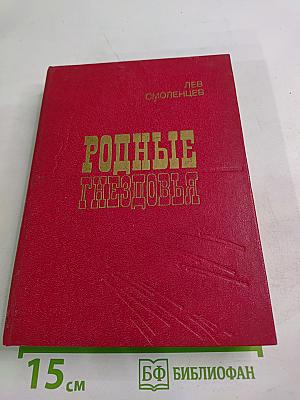 ЛЕВ
СМОЛЕНЦЕВ
РОДНЫЕ
ГНЕЗДОВЬЯ
15 см
БФ БИБЛИОФАН